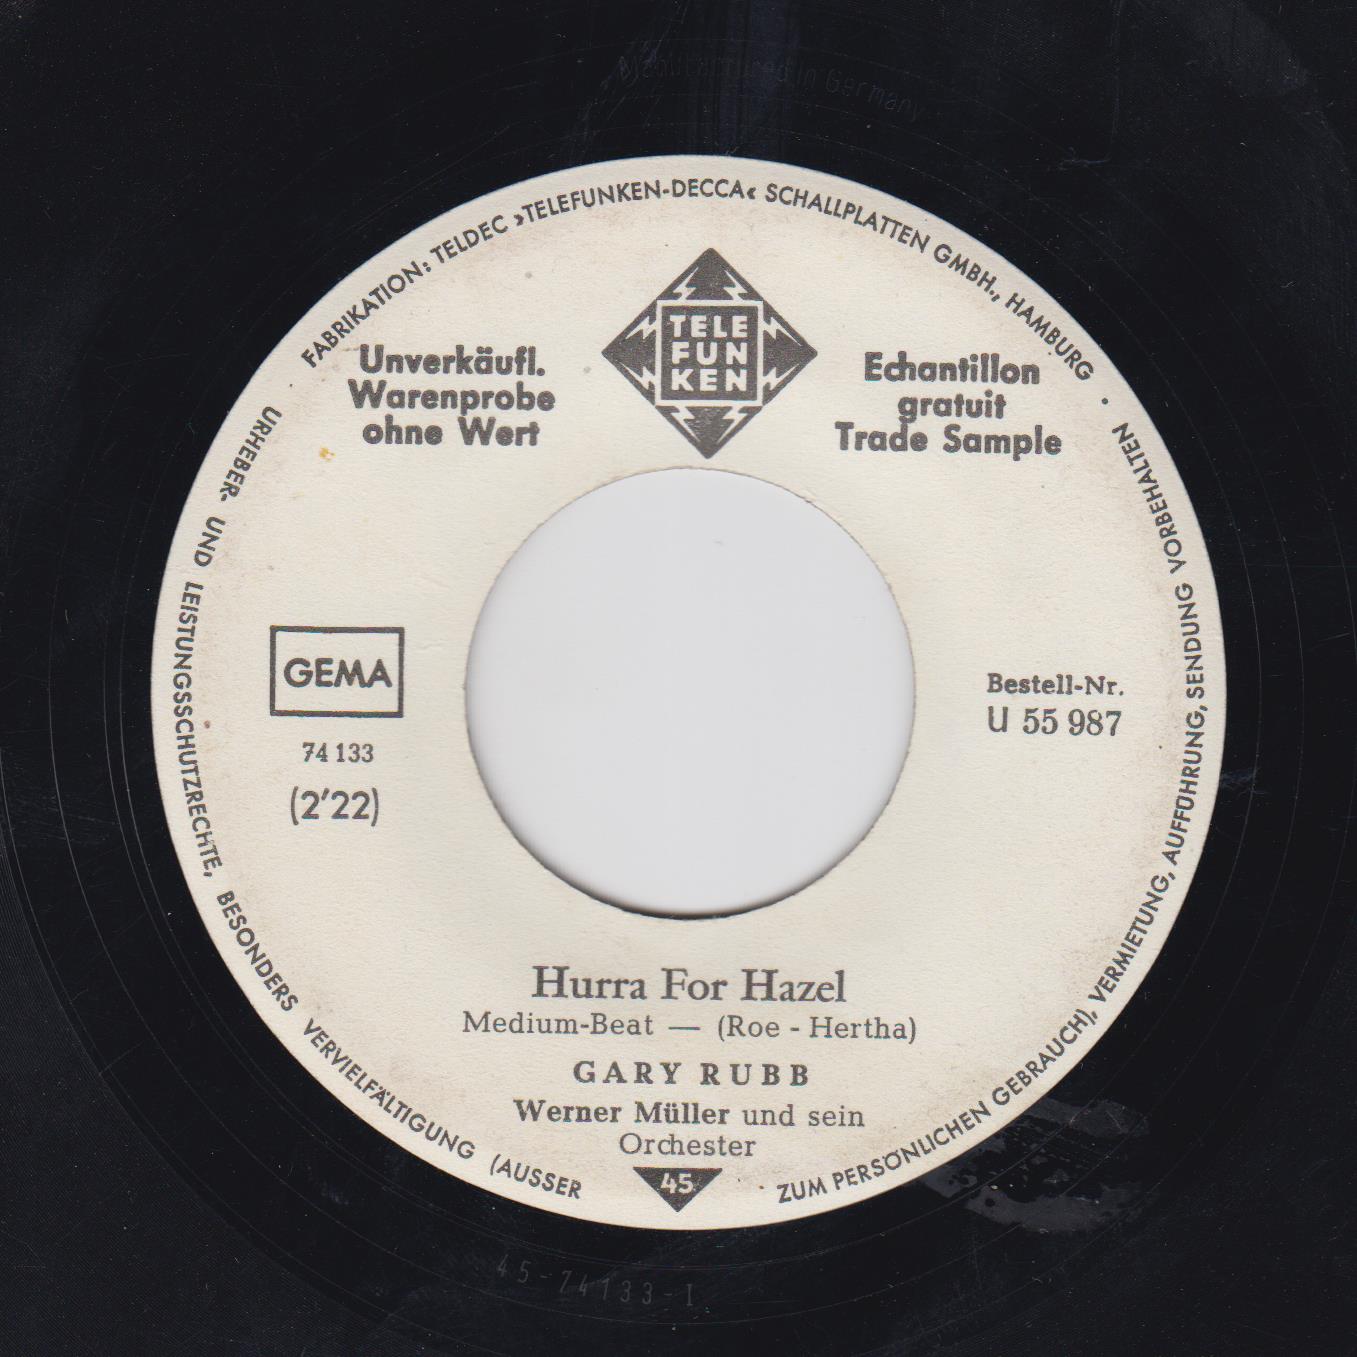 Manufactured in Germany
FABRIKATION: TELDEC »TELEFUNKEN-DECCA« SCHALLPLATTEN GMBH., HAMBURG •
URHEBER- UND LEISTUNGSSCHUTZRECHTE, BESONDERS VERVIELFÄLTIGUNG (AUSSER
ZUM PERSÖNLICHEN GEBRAUCH), VERMIETUNG, AUFFÜHRUNG, SENDUNG VORBEHALTEN
TELE
FUN
KEN
Unverkäufl.
Warenprobe
ohne Wert
Echantillon
gratuit
Trade Sample
GEMA
74 133
(2'22)
Bestell-Nr.
U 55 987
Hurra For Hazel
Medium-Beat — (Roe - Hertha)
GARY RUBB
Werner Müller und sein
Orchester
45
45-74133-I